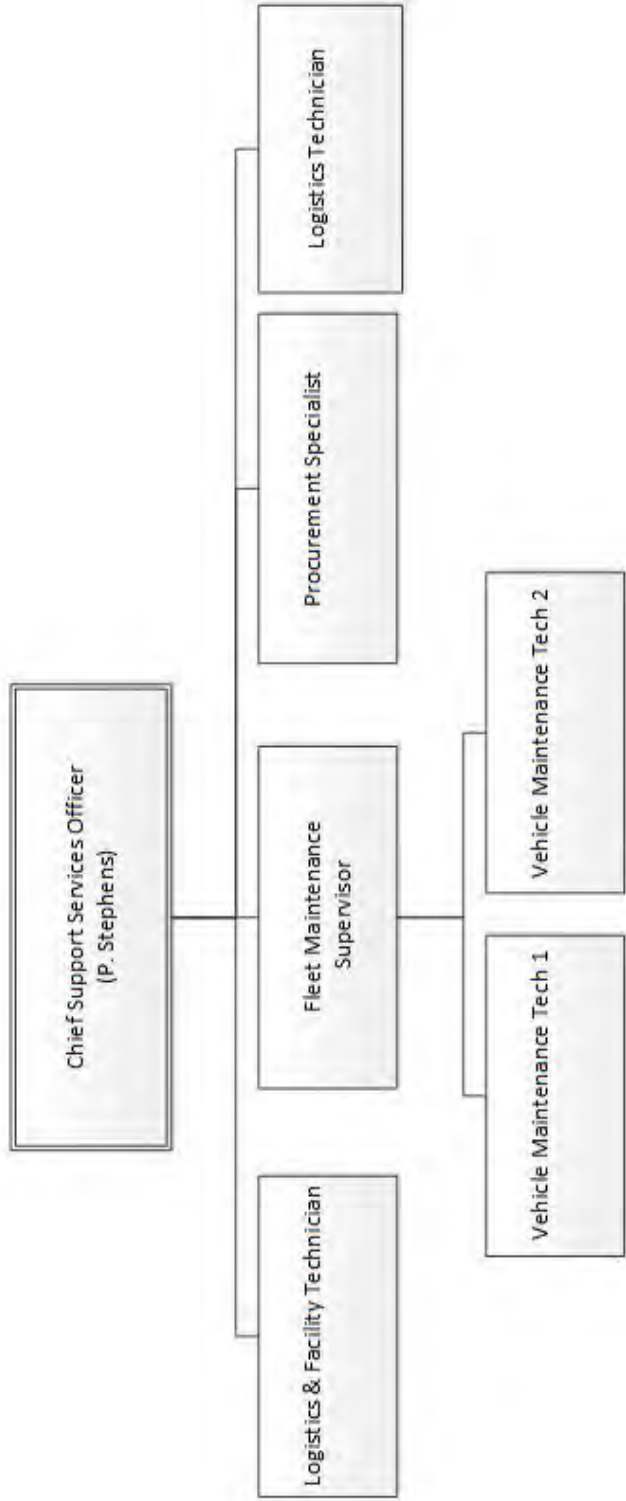 Chief Support Services Officer
(P. Stephens)
Logistics & Facility Technician
Fleet Maintenance
Supervisor
Procurement Specialist
Logistics Technician
Vehicle Maintenance Tech 1
Vehicle Maintenance Tech 2